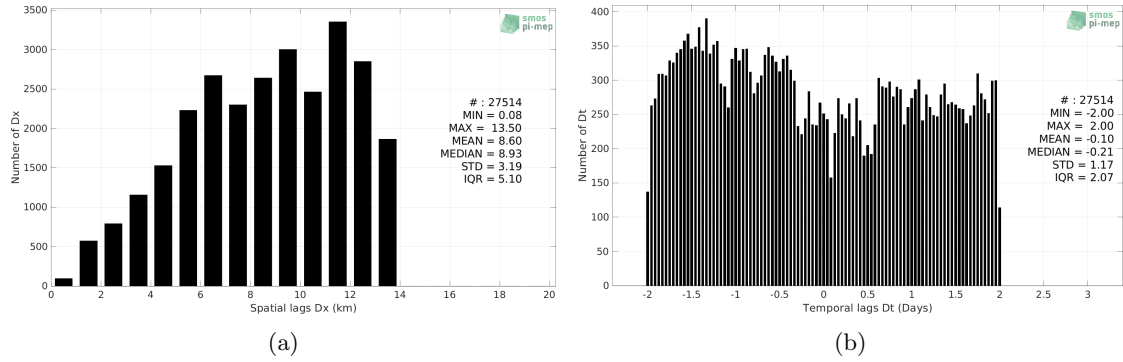 smos
pi-mep
3500
3000
2500
2000
1500
1000
500
0
Number of Dx
# : 27514
MIN = 0.08
MAX = 13.50
MEAN = 8.60
MEDIAN = 8.93
STD = 3.19
IQR = 5.10
0 2 4 6 8 10 12 14 16 18 20
Spatial lags Dx (km)
(a)
smos
pi-mep
400
350
300
250
200
150
100
50
0
Number of Dt
# : 27514
MIN = -2.00
MAX = 2.00
MEAN = -0.10
MEDIAN = -0.21
STD = 1.17
IQR = 2.07
-2 -1.5 -1 -0.5 0 0.5 1 1.5 2 2.5 3
Temporal lags Dt (Days)
(b)